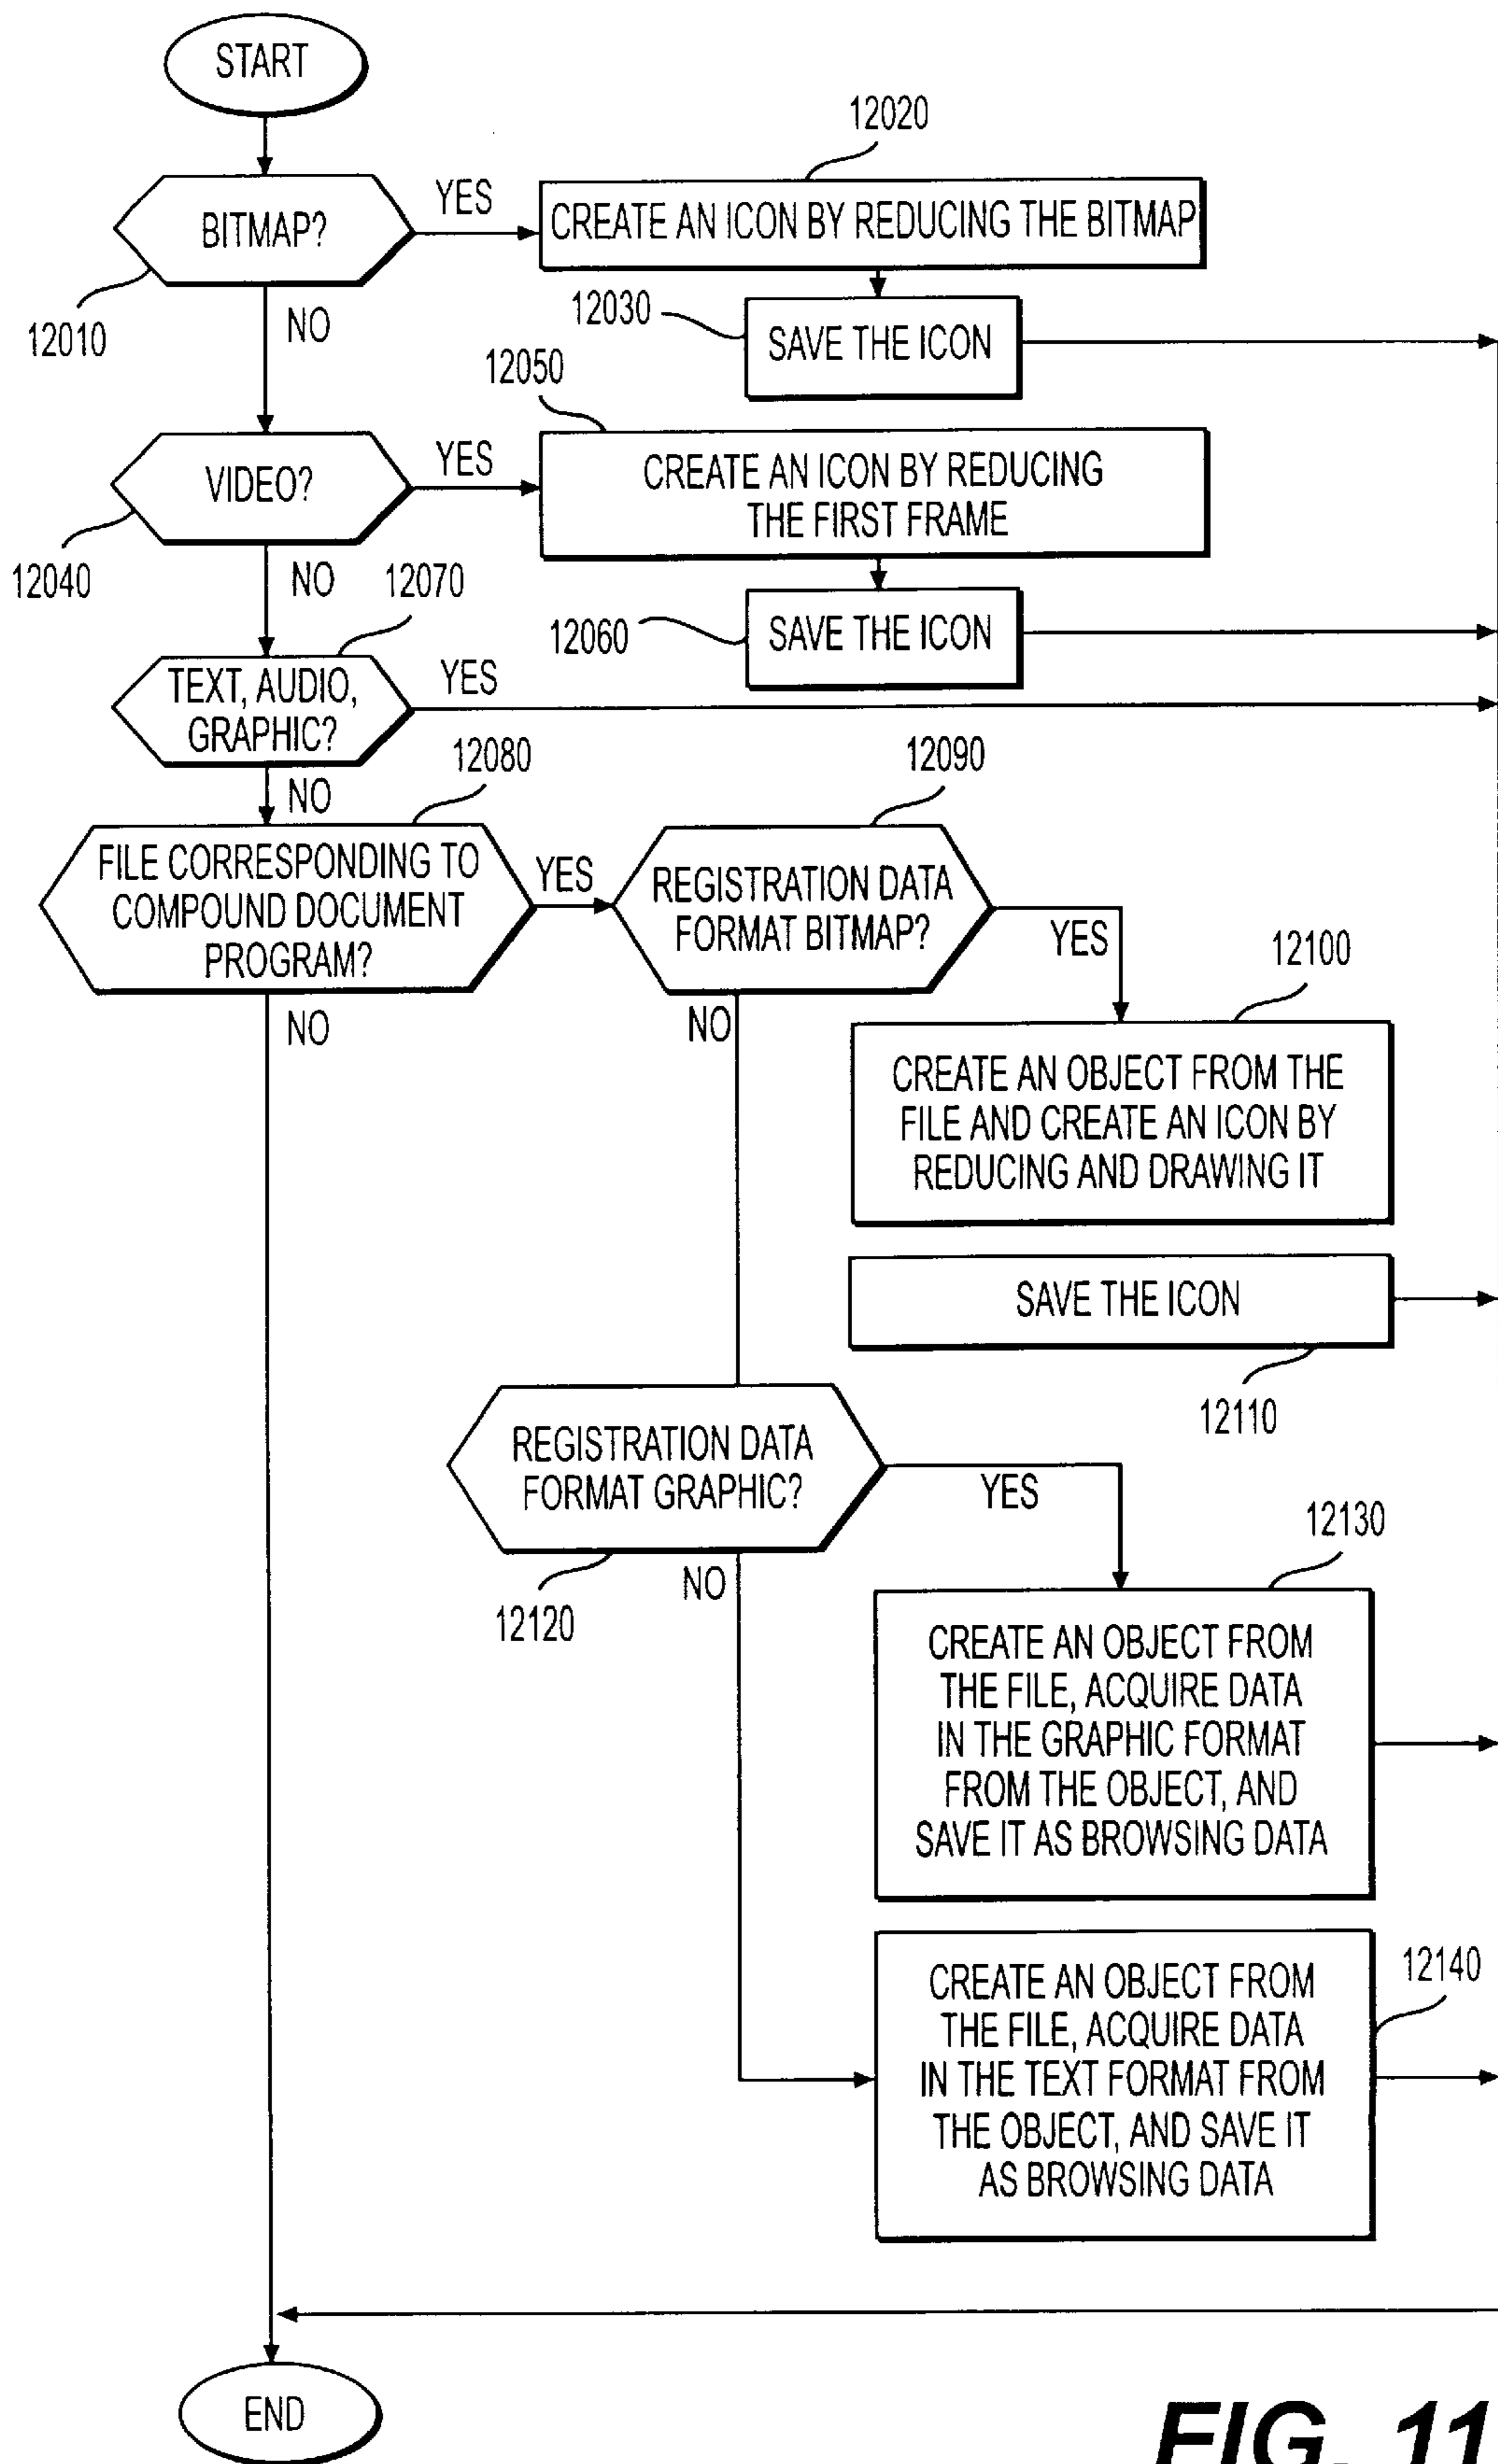 START
12020
BITMAP?
YES
CREATE AN ICON BY REDUCING THE BITMAP
12010
NO
12030
SAVE THE ICON
12050
VIDEO?
YES
CREATE AN ICON BY REDUCING
THE FIRST FRAME
12040
NO
12070
12060
SAVE THE ICON
TEXT, AUDIO,
GRAPHIC?
YES
NO
12080
12090
FILE CORRESPONDING TO
COMPOUND DOCUMENT
PROGRAM?
YES
REGISTRATION DATA
FORMAT BITMAP?
YES
12100
NO
NO
CREATE AN OBJECT FROM THE
FILE AND CREATE AN ICON BY
REDUCING AND DRAWING IT
SAVE THE ICON
12110
REGISTRATION DATA
FORMAT GRAPHIC?
YES
12130
12120
NO
CREATE AN OBJECT FROM
THE FILE, ACQUIRE DATA
IN THE GRAPHIC FORMAT
FROM THE OBJECT, AND
SAVE IT AS BROWSING DATA
12140
CREATE AN OBJECT FROM
THE FILE, ACQUIRE DATA
IN THE TEXT FORMAT FROM
THE OBJECT, AND SAVE IT
AS BROWSING DATA
END
FIG. 11